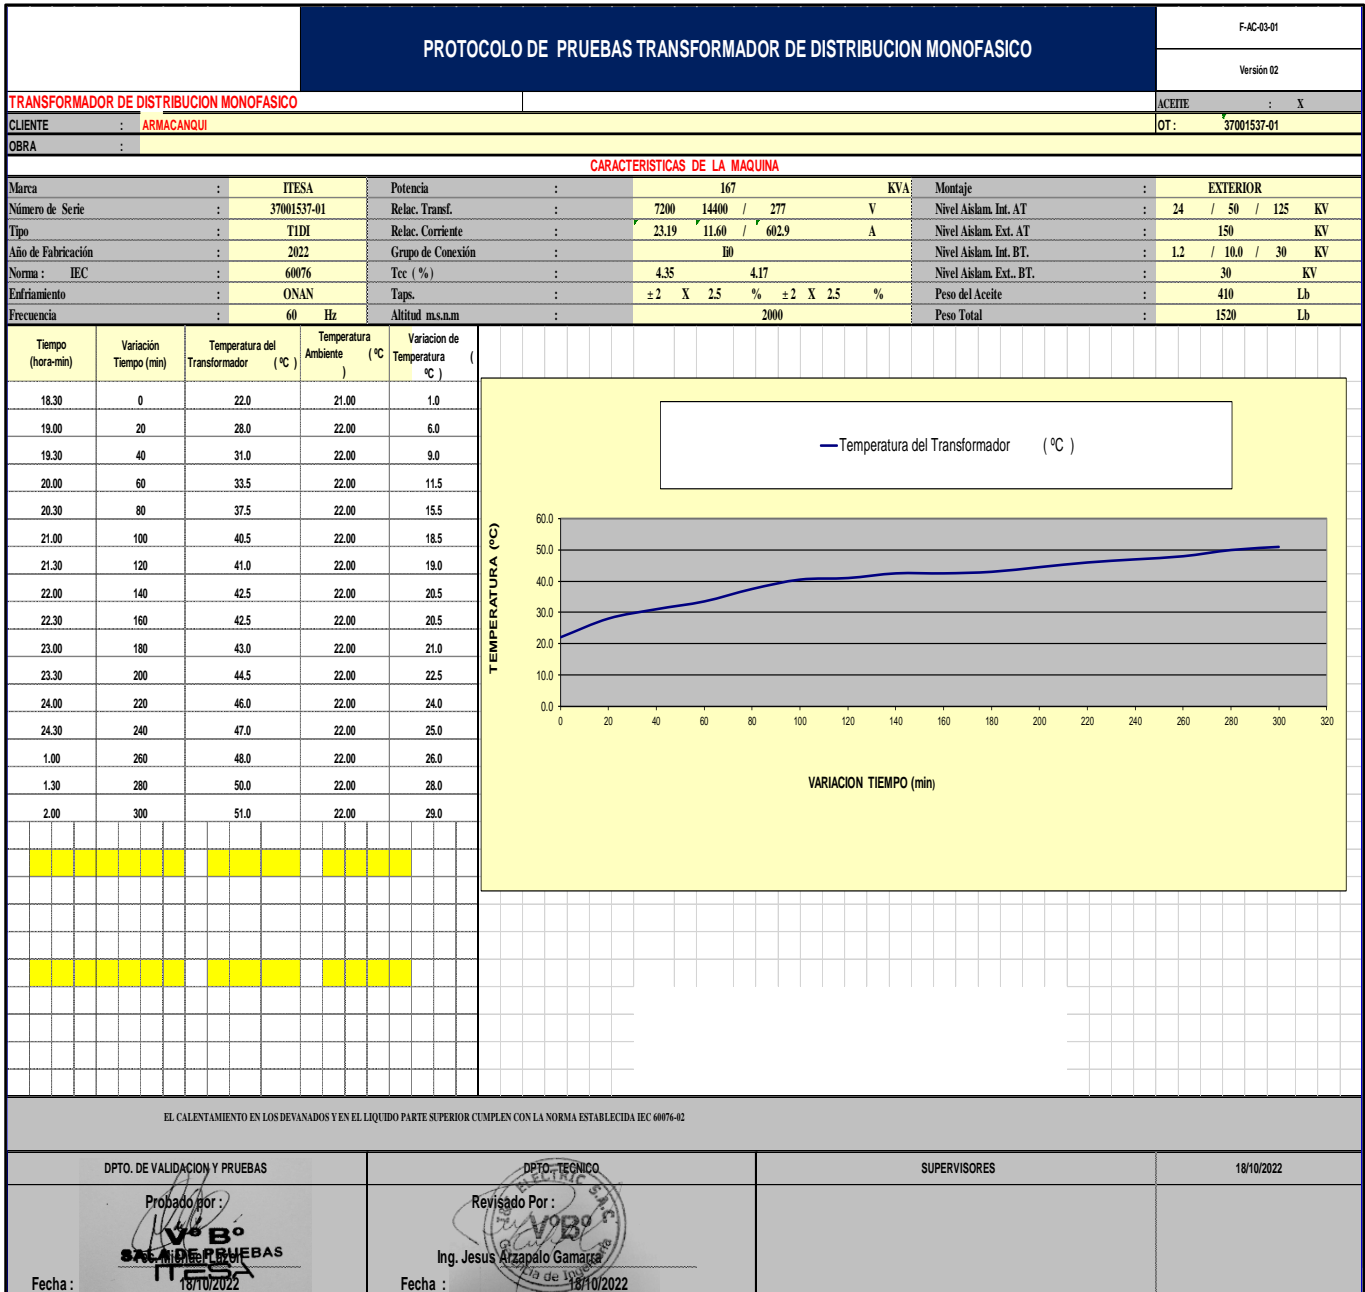 PROTOCOLO DE PRUEBAS TRANSFORMADOR DE DISTRIBUCION MONOFASICO
F-AC-03-01
Versión 02
TRANSFORMADOR DE DISTRIBUCION MONOFASICO
ACEITE : X
CLIENTE : ARMACANQUI
OT : 37001537-01
OBRA :
CARACTERISTICAS DE LA MAQUINA
Marca : ITESA Potencia : 167 KVA Montaje : EXTERIOR
Número de Serie : 37001537-01 Relac. Transf. : 7200 14400 / 277 V Nivel Aislam. Int. AT : 24 / 50 / 125 KV
Tipo : T1DI Relac. Corriente : 23.19 11.60 / 602.9 A Nivel Aislam. Ext. AT : 150 KV
Año de Fabricación : 2022 Grupo de Conexión : Ii0 Nivel Aislam. Int. BT. : 1.2 / 10.0 / 30 KV
Norma : IEC : 60076 Tcc ( % ) : 4.35 4.17 Nivel Aislam. Ext.. BT. : 30 KV
Enfriamiento : ONAN Taps. : ± 2 X 2.5 % ± 2 X 2.5 % Peso del Aceite : 410 Lb
Frecuencia : 60 Hz Altitud m.s.n.m : 2000 Peso Total : 1520 Lb
Tiempo (hora-min) Variación Tiempo (min) Temperatura del Transformador ( ºC ) Temperatura Ambiente ( ºC ) Variacion de Temperatura ( ºC )
18.30 0 22.0 21.00 1.0
19.00 20 28.0 22.00 6.0
19.30 40 31.0 22.00 9.0
20.00 60 33.5 22.00 11.5
20.30 80 37.5 22.00 15.5
21.00 100 40.5 22.00 18.5
21.30 120 41.0 22.00 19.0
22.00 140 42.5 22.00 20.5
22.30 160 42.5 22.00 20.5
23.00 180 43.0 22.00 21.0
23.30 200 44.5 22.00 22.5
24.00 220 46.0 22.00 24.0
24.30 240 47.0 22.00 25.0
1.00 260 48.0 22.00 26.0
1.30 280 50.0 22.00 28.0
2.00 300 51.0 22.00 29.0
Temperatura del Transformador ( ºC )
TEMPERATURA (ºC)
60.0
50.0
40.0
30.0
20.0
10.0
0.0
0 20 40 60 80 100 120 140 160 180 200 220 240 260 280 300 320
VARIACION TIEMPO (min)
EL CALENTAMIENTO EN LOS DEVANADOS Y EN EL LIQUIDO PARTE SUPERIOR CUMPLEN CON LA NORMA ESTABLECIDA IEC 60076-02
DPTO. DE VALIDACION Y PRUEBAS DPTO. TECNICO SUPERVISORES 18/10/2022
Probado por :
Revisado Por :
VºBº
SALA DE PRUEBAS
ITESA
ELECTRIC S.A.C.
VºBº
Gerencia de Ingeniería
Ing. Jesus Arzapalo Gamarra
Fecha : 18/10/2022
Fecha : 18/10/2022